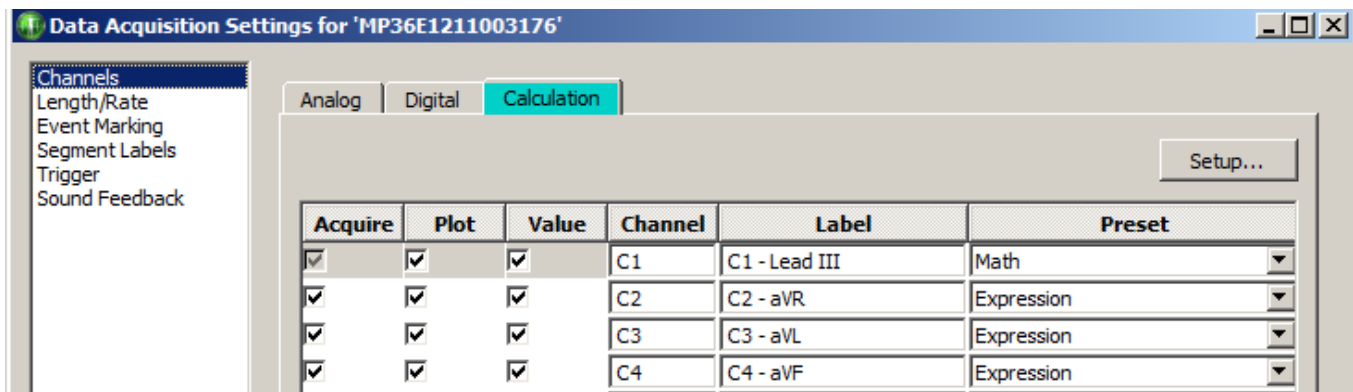 Data Acquisition Settings for 'MP36E1211003176'
Channels
Length/Rate
Event Marking
Segment Labels
Trigger
Sound Feedback
Analog Digital Calculation
Setup...
Acquire Plot Value Channel Label Preset
C1 C1 - Lead III Math
C2 C2 - aVR Expression
C3 C3 - aVL Expression
C4 C4 - aVF Expression